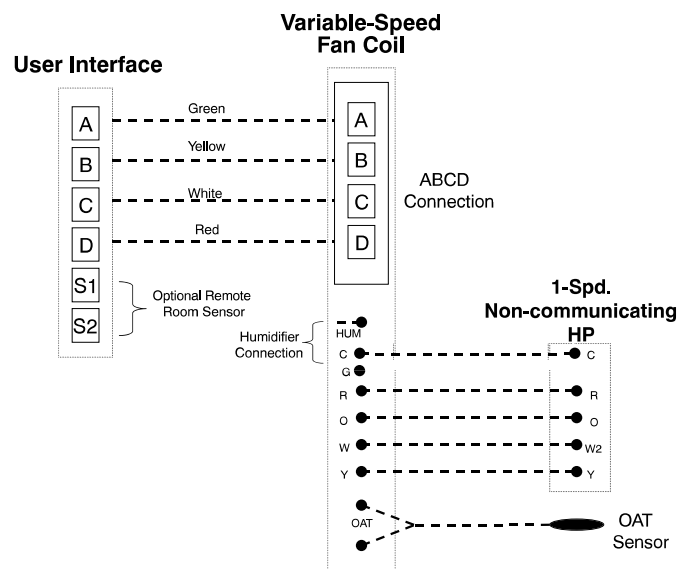 Variable-Speed
Fan Coil
User Interface
Green
A
A
Yellow
B
B
White
C
C
ABCD
Connection
Red
D
D
S1
S2
Optional Remote
Room Sensor
1-Spd.
Non-communicating
HP
HUM
Humidifier
Connection
C
C
G
R
R
O
O
W
W2
Y
Y
OAT
OAT
Sensor